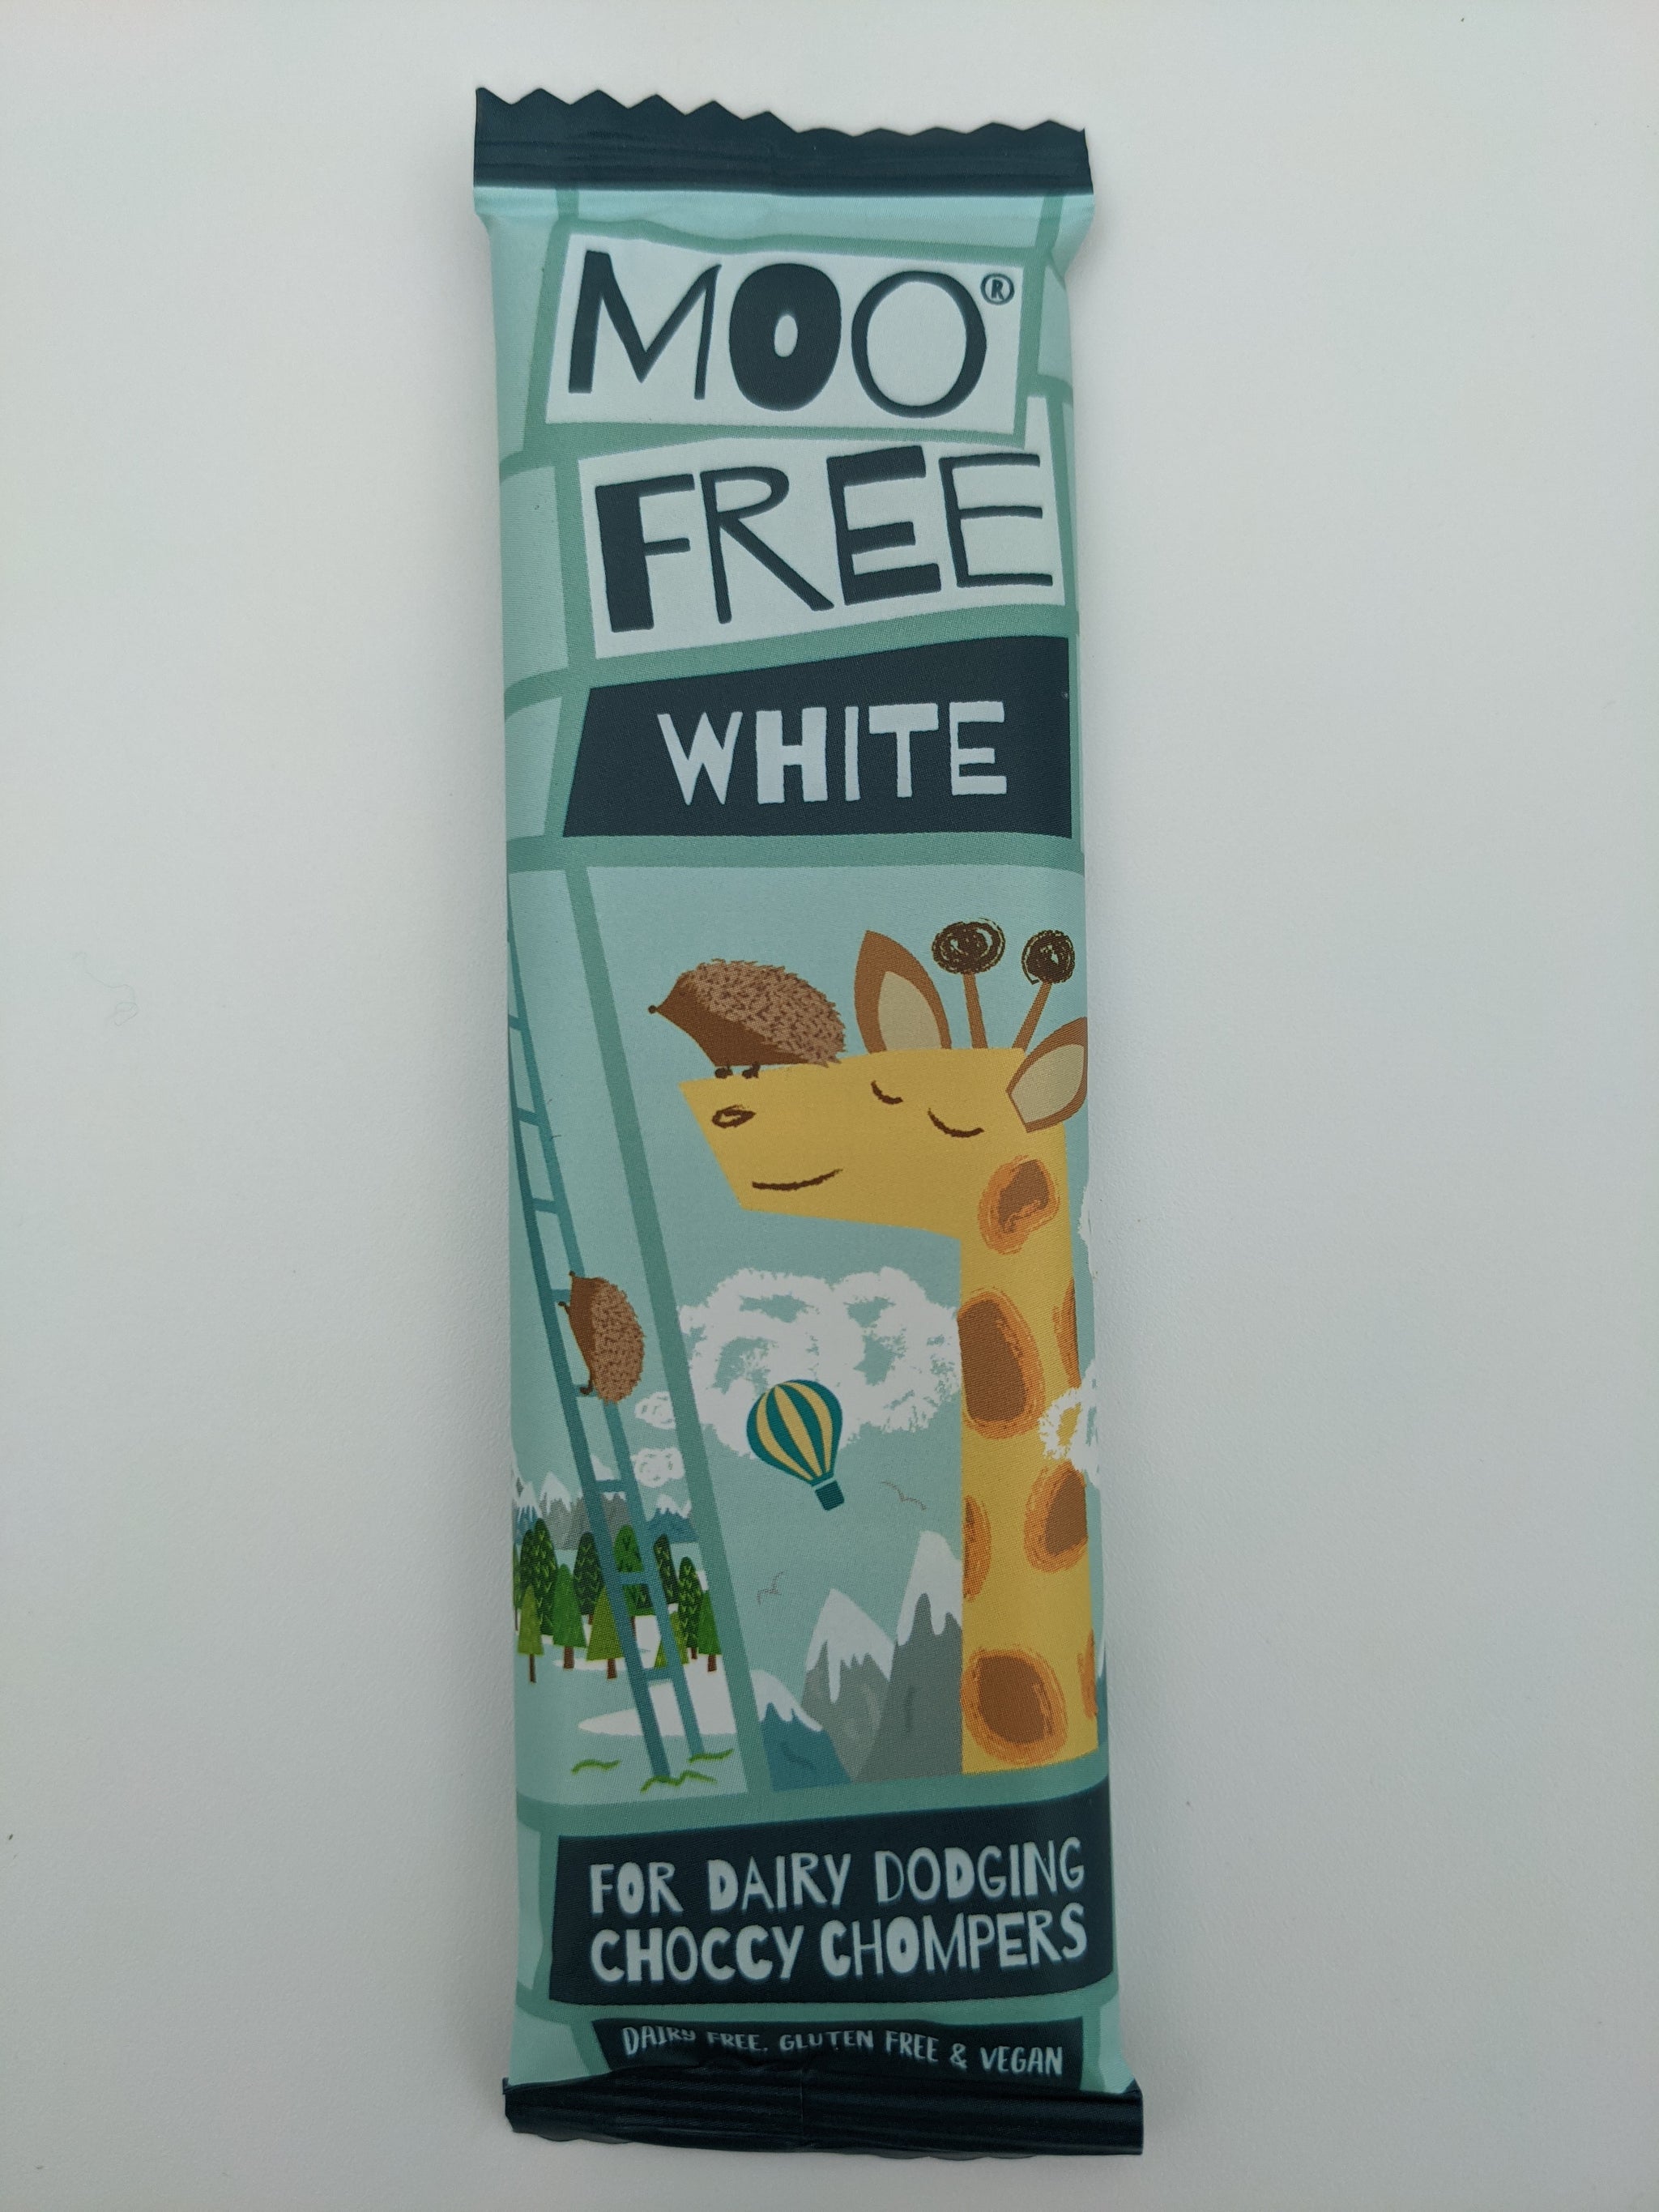 MOO®
FREE
WHITE
FOR DAIRY DODGING
CHOCCY CHOMPERS
DAIRY FREE, GLUTEN FREE & VEGAN